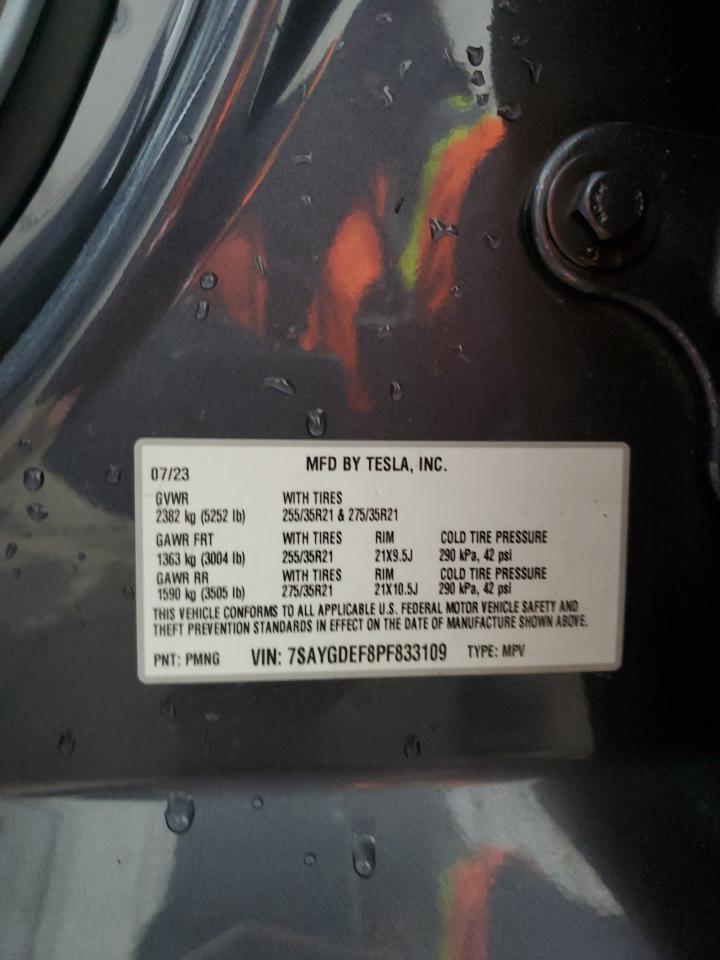 MFD BY TESLA, INC.
07/23
GVWR WITH TIRES
2382 kg (5252 lb) 255/35R21 & 275/35R21
GAWR FRT WITH TIRES RIM COLD TIRE PRESSURE
1363 kg (3004 lb) 255/35R21 21X9.5J 290 kPa, 42 psi
GAWR RR WITH TIRES RIM COLD TIRE PRESSURE
1590 kg (3505 lb) 275/35R21 21X10.5J 290 kPa, 42 psi
THIS VEHICLE CONFORMS TO ALL APPLICABLE U.S. FEDERAL MOTOR VEHICLE SAFETY AND
THEFT PREVENTION STANDARDS IN EFFECT ON THE DATE OF MANUFACTURE SHOWN ABOVE.
PNT: PMNG VIN: 7SAYGDEF8PF833109 TYPE: MPV